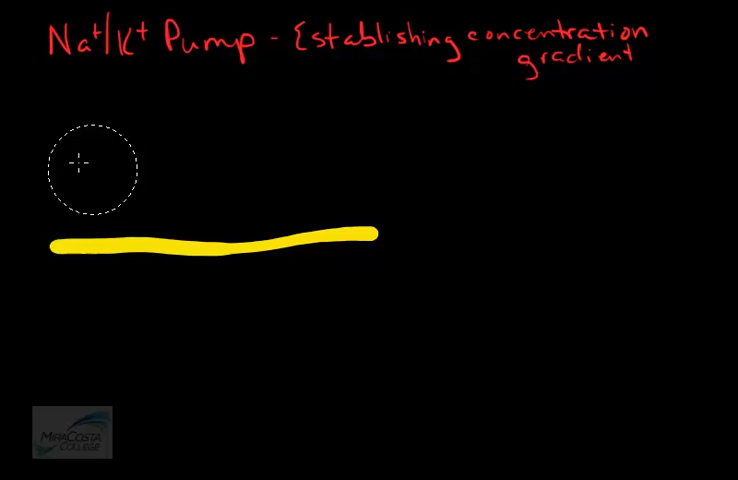 Na⁺/K⁺ Pump - Establishing concentration
gradient
MIRACOSTA
COLLEGE